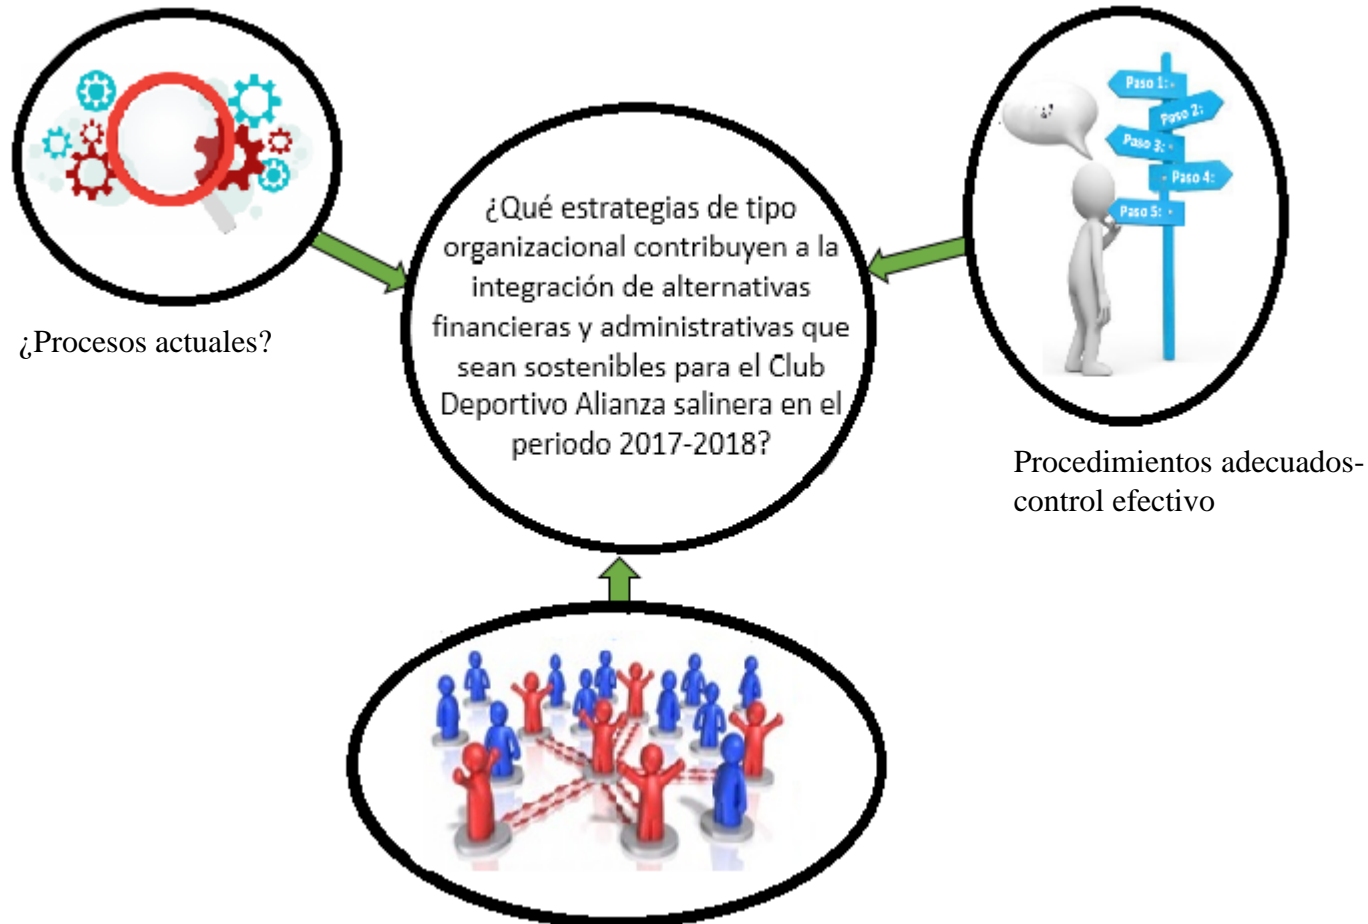 ¿Qué estrategias de tipo
organizacional contribuyen a la
integración de alternativas
financieras y administrativas que
sean sostenibles para el Club
Deportivo Alianza salinera en el
periodo 2017-2018?
¿Procesos actuales?
¿?
Paso 1:
Paso 2:
Paso 3:
Paso 4:
Paso 5:
Procedimientos adecuados-
control efectivo